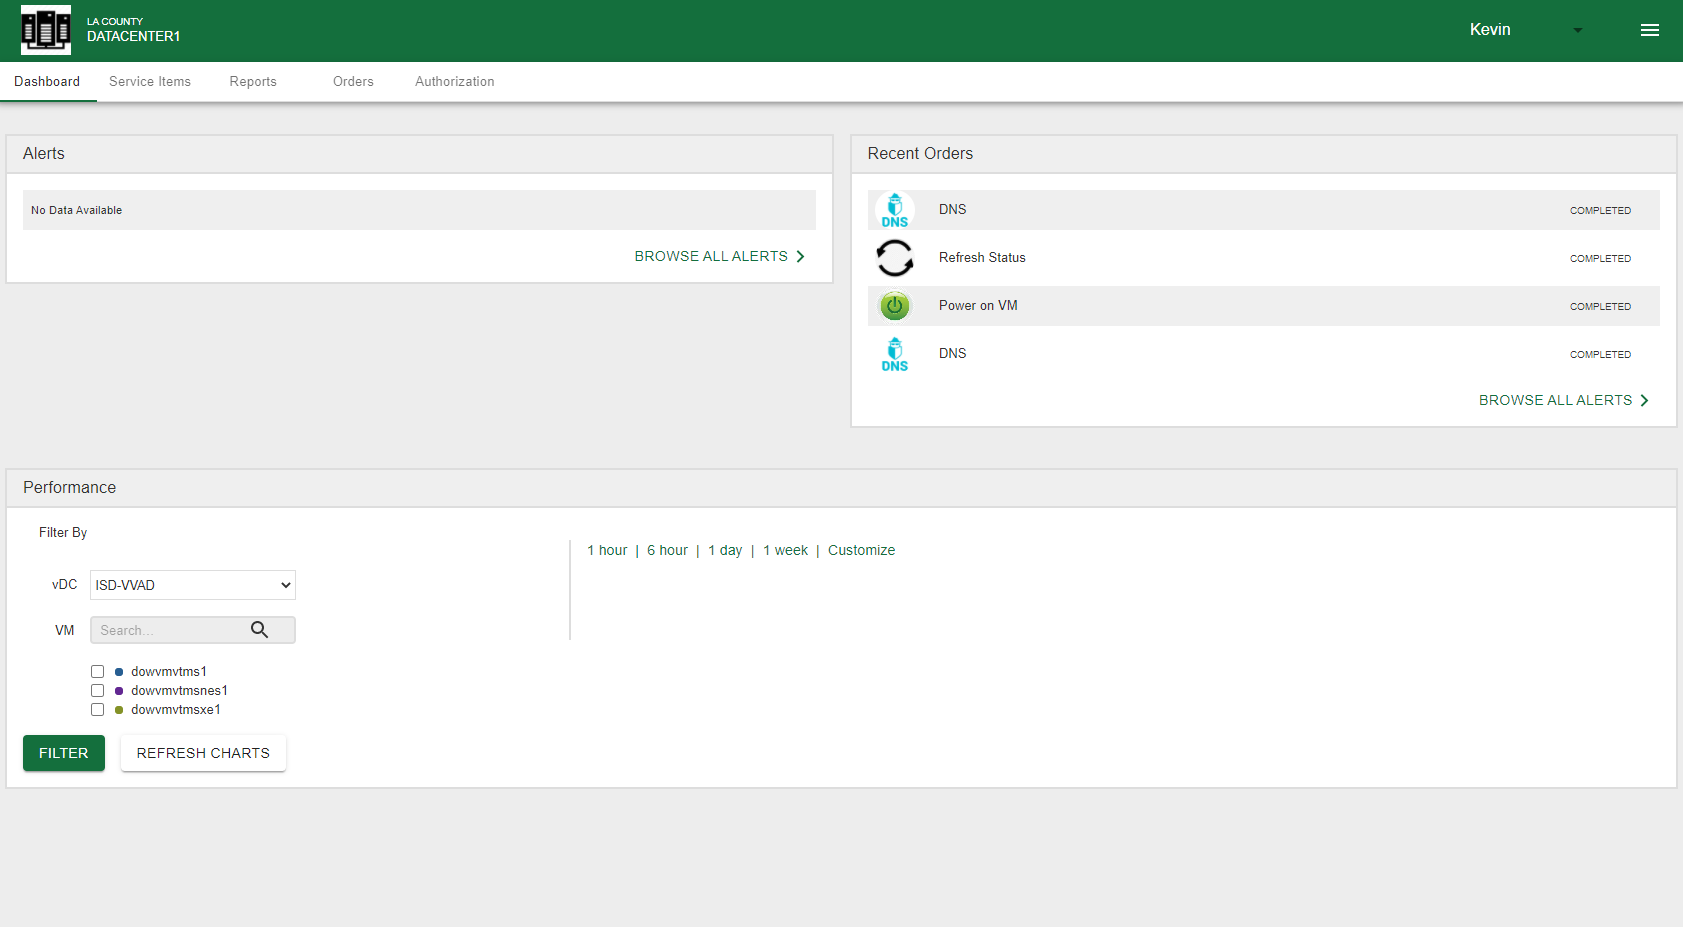 LA COUNTY
DATACENTER1
Kevin
Dashboard
Service Items
Reports
Orders
Authorization
Alerts
No Data Available
BROWSE ALL ALERTS
Recent Orders
DNS
DNS
COMPLETED
Refresh Status
COMPLETED
Power on VM
COMPLETED
DNS
DNS
COMPLETED
BROWSE ALL ALERTS
Performance
Filter By
vDC
ISD-VVAD
VM
Search...
dowvmvtms1
dowvmvtmsnes1
dowvmvtmsxe1
FILTER
REFRESH CHARTS
1 hour | 6 hour | 1 day | 1 week | Customize